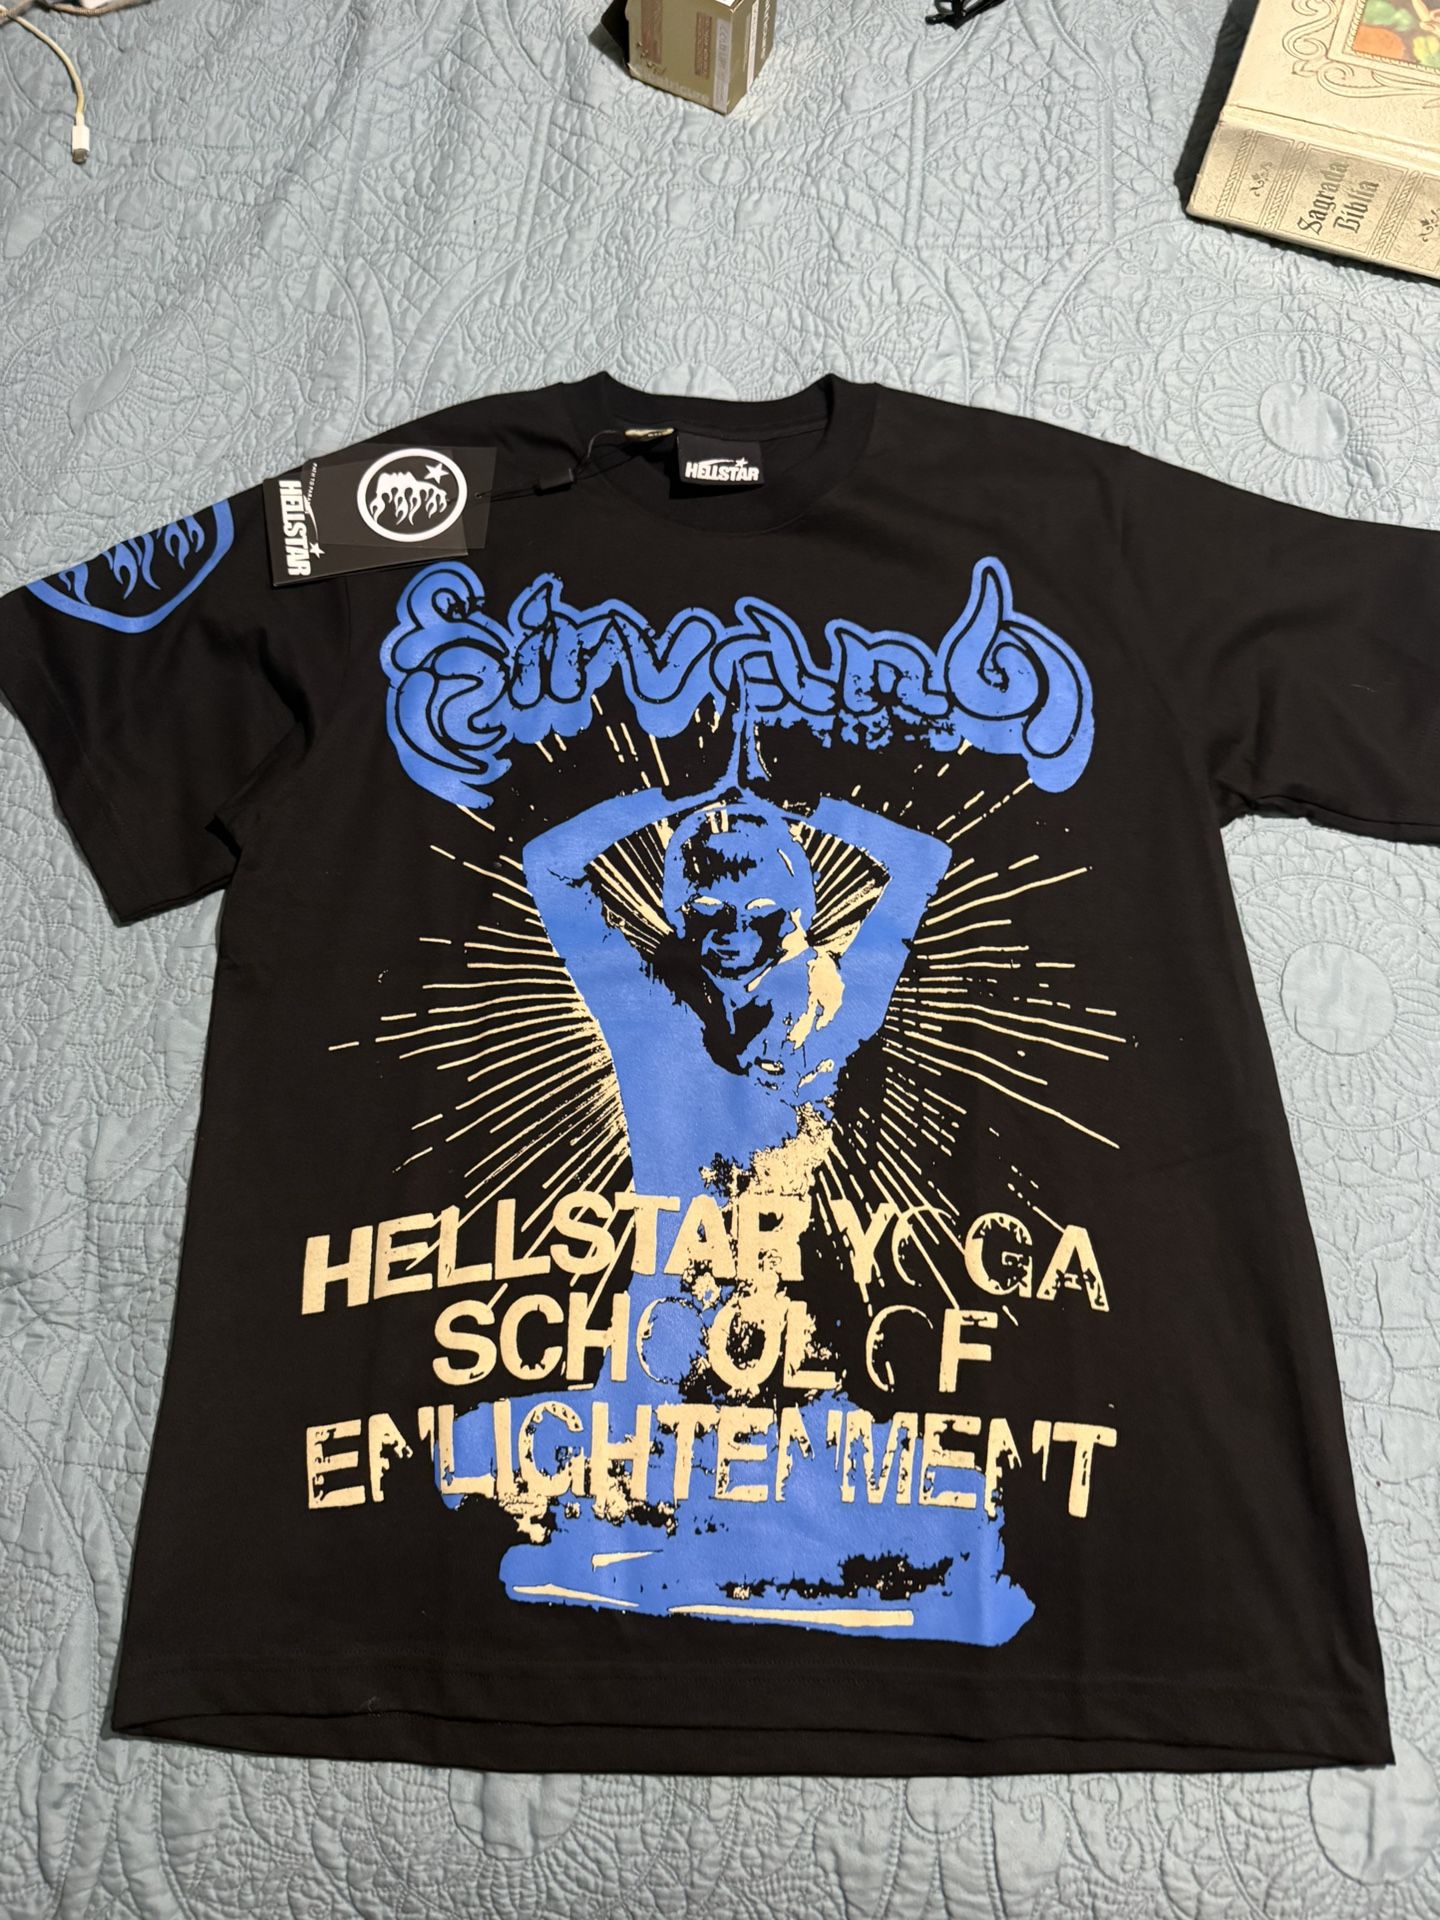 Sagrada
Biblia
HELLSTAR
HELLSTAR
HELLSTAR YOGA
SCHOOL OF
ENLIGHTENMENT